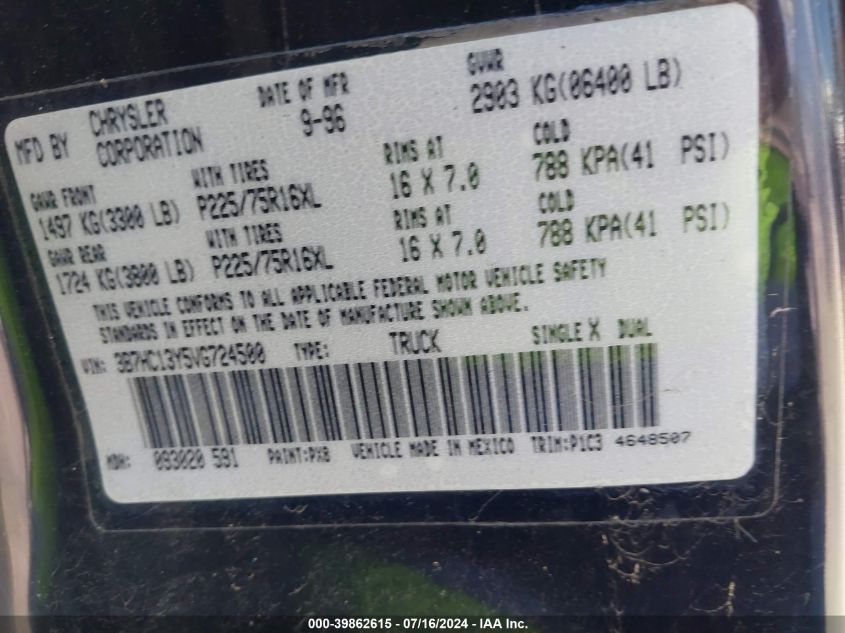 MFD BY CHRYSLER CORPORATION DATE OF MFR 9-96 GVWR 2903 KG(06400 LB)
GAWR FRONT WITH TIRES RIMS AT COLD
1497 KG(3300 LB) P225/75R16XL 16 X 7.0 788 KPA(41 PSI)
GAWR REAR WITH TIRES RIMS AT COLD
1724 KG(3800 LB) P225/75R16XL 16 X 7.0 788 KPA(41 PSI)
THIS VEHICLE CONFORMS TO ALL APPLICABLE FEDERAL MOTOR VEHICLE SAFETY
STANDARDS IN EFFECT ON THE DATE OF MANUFACTURE SHOWN ABOVE.
VIN: 3B7HC13Y5VG724500 TYPE: TRUCK SINGLE X DUAL
MDH: 093020 591 PAINT:PX8 VEHICLE MADE IN MEXICO TRIM:P1C3 4648507
000-39862615 / 07/16/2024 - IAAI Inc.